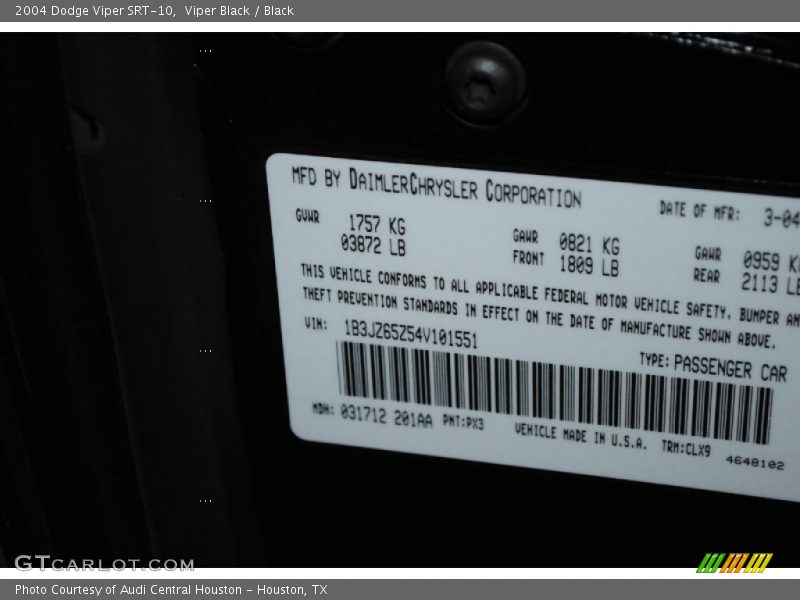 2004 Dodge Viper SRT-10,  Viper Black / Black
MFD BY DAIMLERCHRYSLER CORPORATION
DATE OF MFR: 3-04
GVWR 1757 KG
03872 LB
GAWR 0821 KG
FRONT 1809 LB
GAWR 0959 K
REAR 2113 LB
THIS VEHICLE CONFORMS TO ALL APPLICABLE FEDERAL MOTOR VEHICLE SAFETY, BUMPER AN
THEFT PREVENTION STANDARDS IN EFFECT ON THE DATE OF MANUFACTURE SHOWN ABOVE.
VIN: 1B3JZ65Z54V101551
TYPE: PASSENGER CAR
MDH: 031712 201AA PNT:PX3 VEHICLE MADE IN U.S.A. TRM:CLX9
4648102
GTCARLOT.COM
Photo Courtesy of Audi Central Houston - Houston, TX